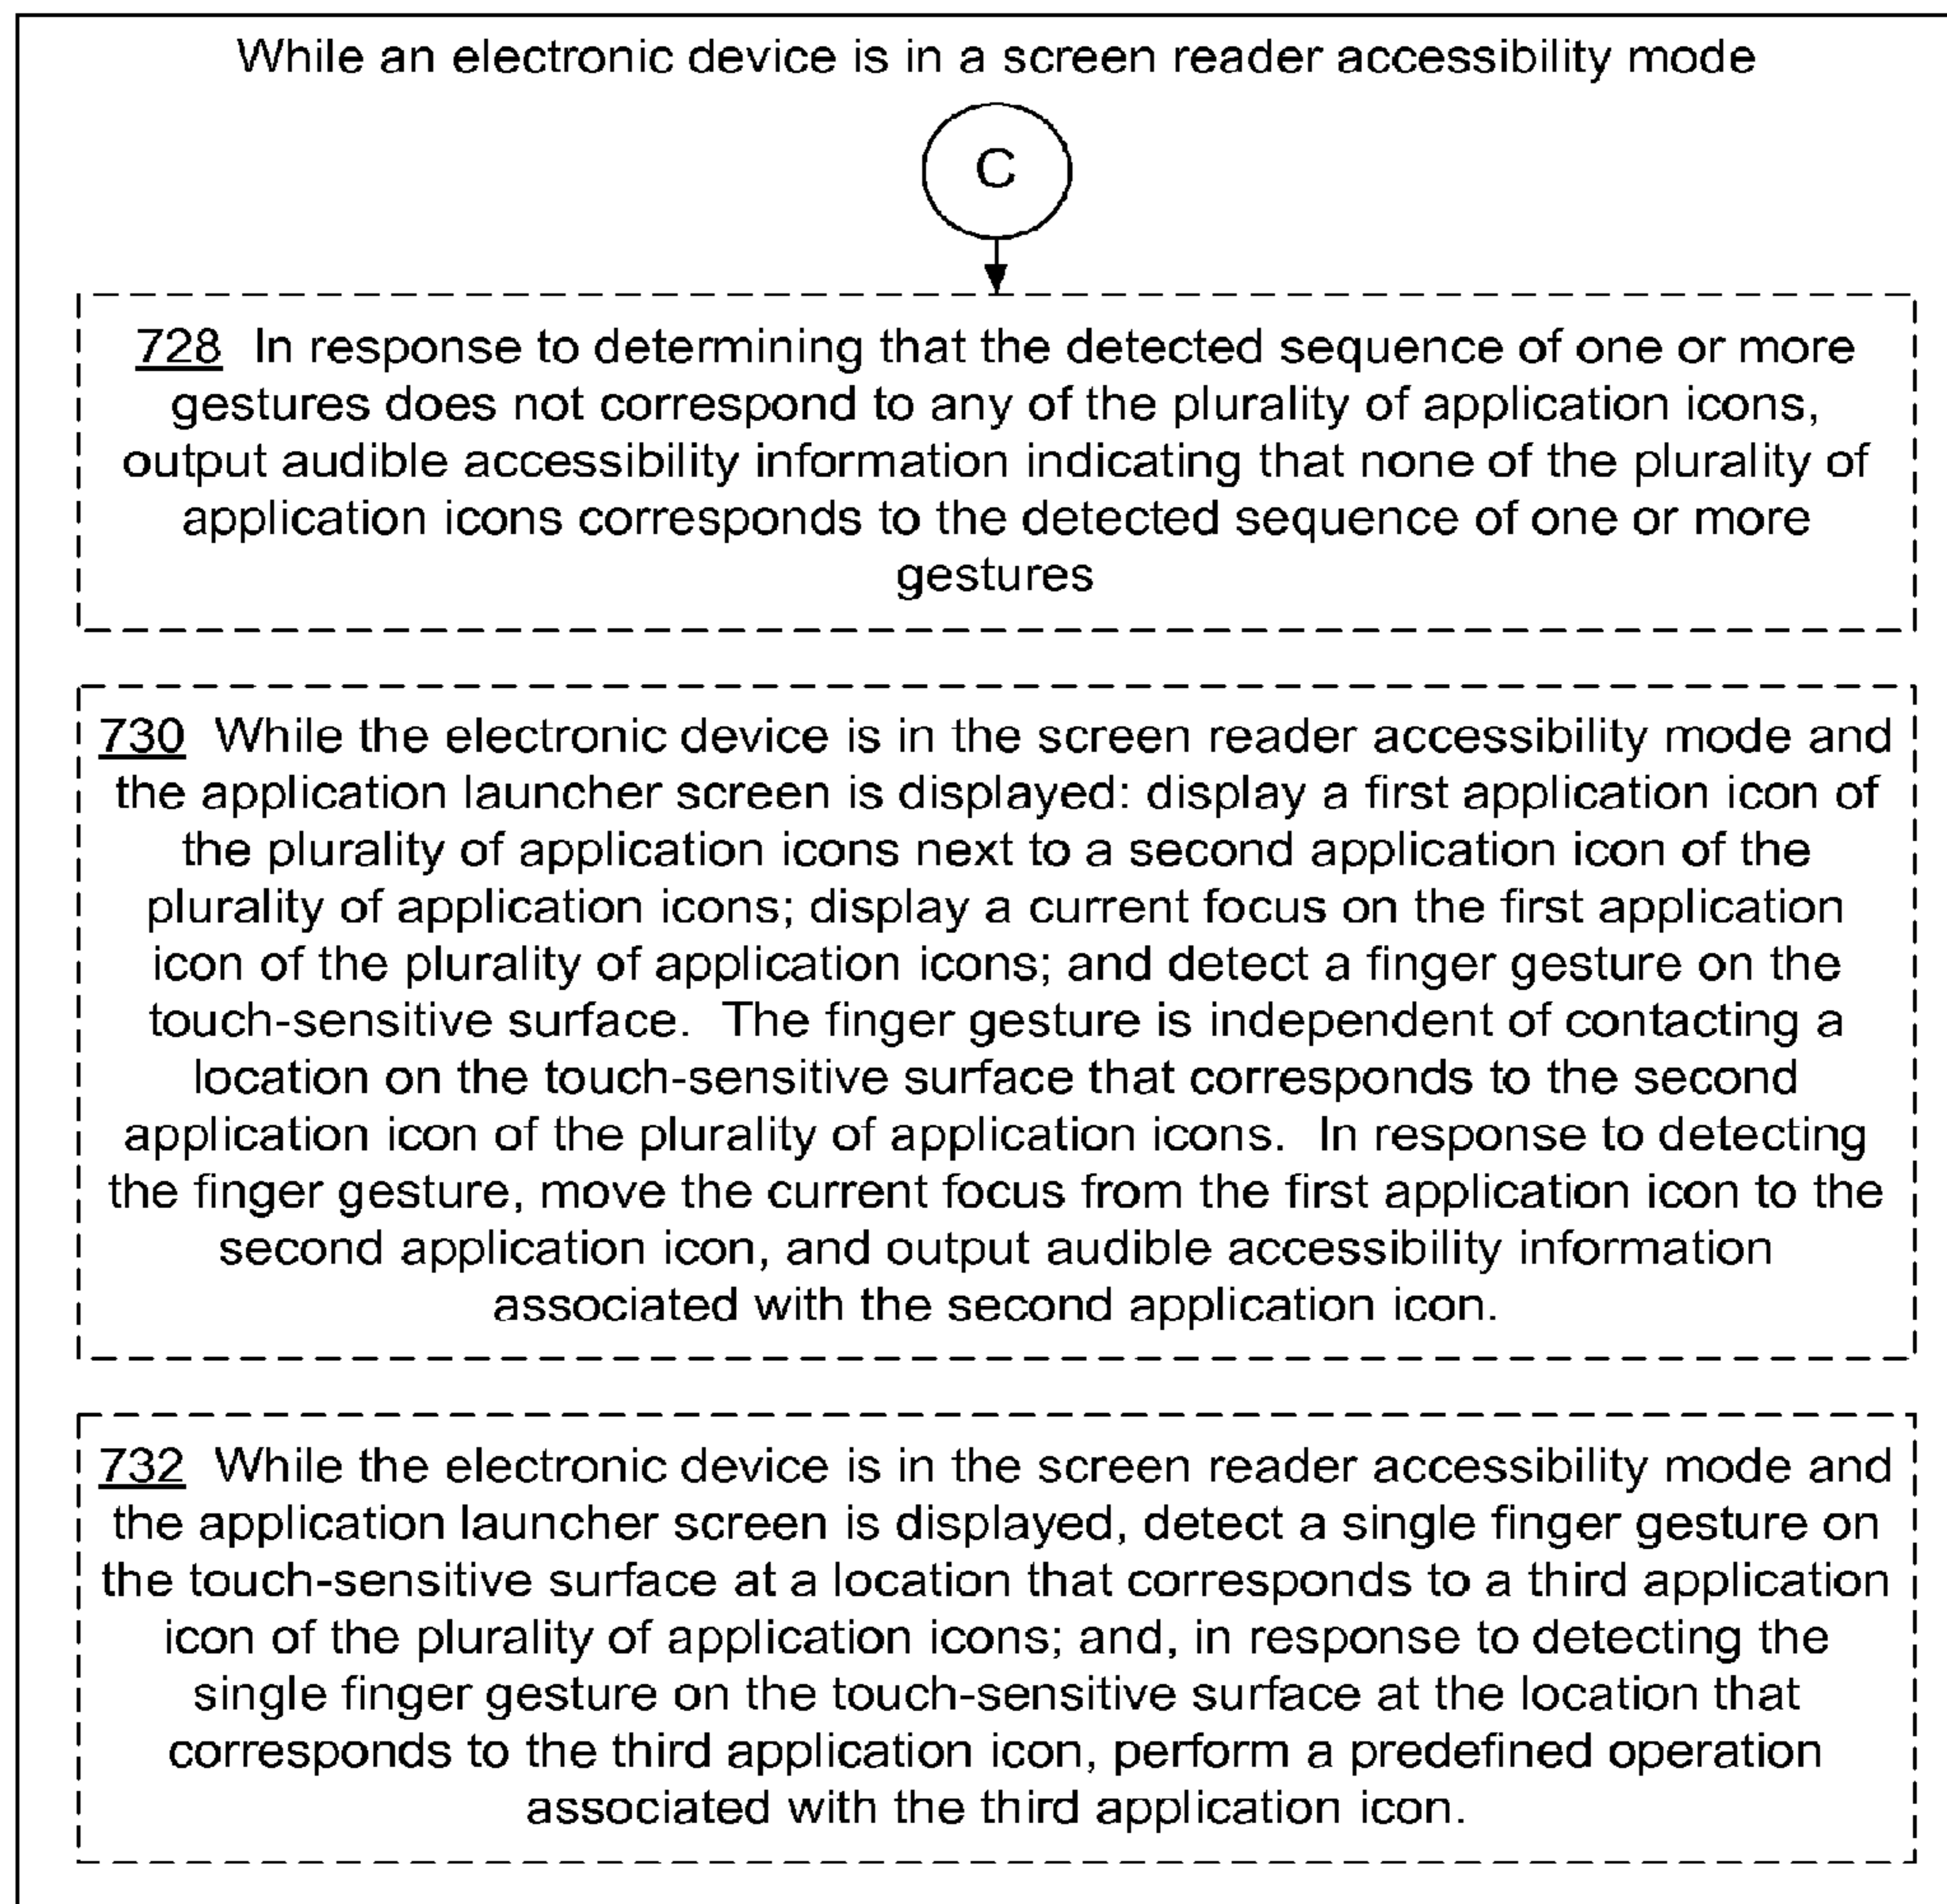 While an electronic device is in a screen reader accessibility mode
C
728 In response to determining that the detected sequence of one or more
gestures does not correspond to any of the plurality of application icons,
output audible accessibility information indicating that none of the plurality of
application icons corresponds to the detected sequence of one or more
gestures
730 While the electronic device is in the screen reader accessibility mode and
the application launcher screen is displayed: display a first application icon of
the plurality of application icons next to a second application icon of the
plurality of application icons; display a current focus on the first application
icon of the plurality of application icons; and detect a finger gesture on the
touch-sensitive surface. The finger gesture is independent of contacting a
location on the touch-sensitive surface that corresponds to the second
application icon of the plurality of application icons. In response to detecting
the finger gesture, move the current focus from the first application icon to the
second application icon, and output audible accessibility information
associated with the second application icon.
732 While the electronic device is in the screen reader accessibility mode and
the application launcher screen is displayed, detect a single finger gesture on
the touch-sensitive surface at a location that corresponds to a third application
icon of the plurality of application icons; and, in response to detecting the
single finger gesture on the touch-sensitive surface at the location that
corresponds to the third application icon, perform a predefined operation
associated with the third application icon.